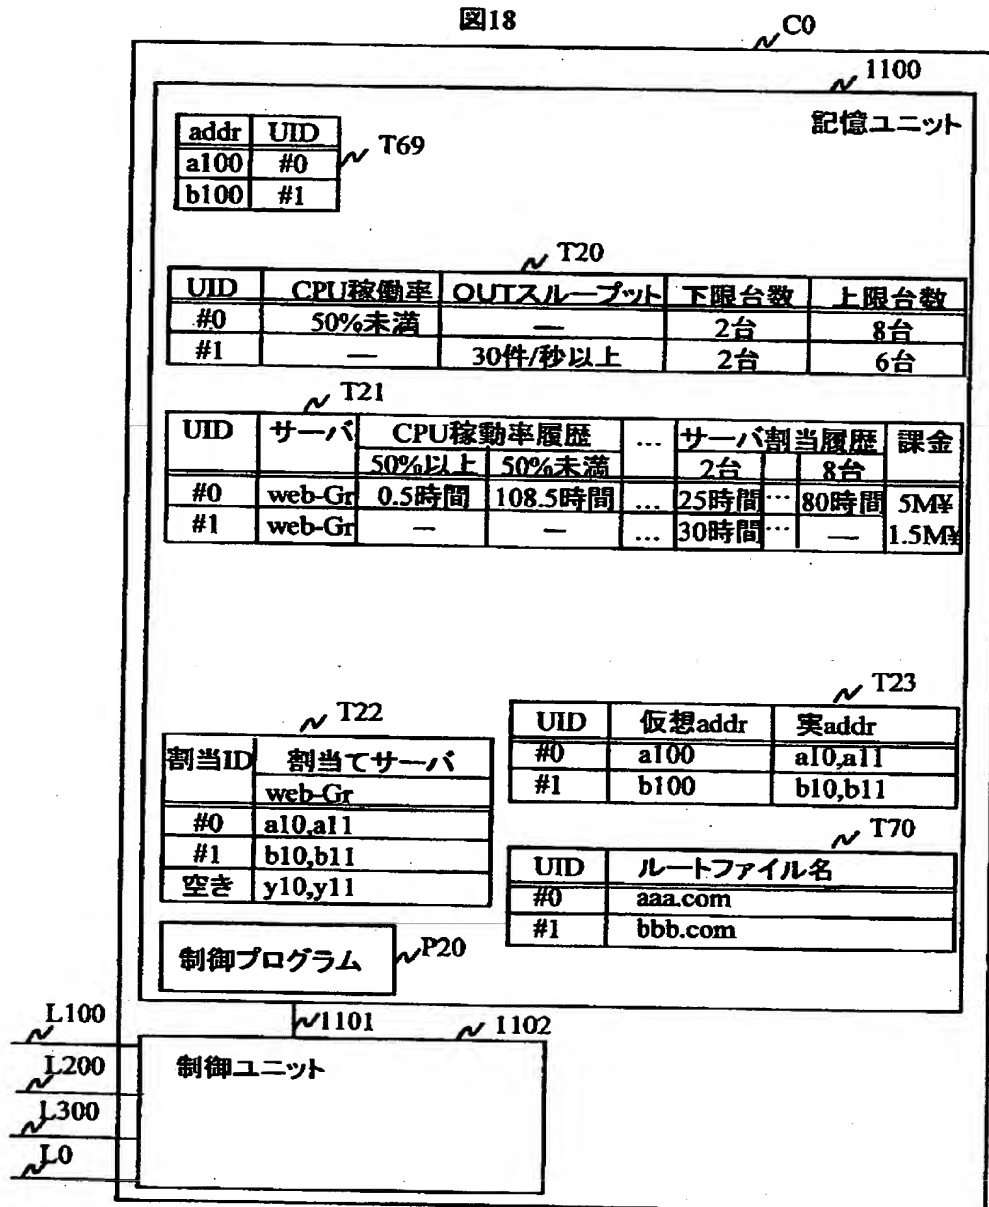 図18
C0
1100
記憶ユニット
addr UID
a100 #0
b100 #1
T69
T20
UID CPU稼働率 OUTスループット 下限台数 上限台数
#0 50%未満 — 2台 8台
#1 — 30件/秒以上 2台 6台
T21
UID サーバ CPU稼動率履歴 … サーバ割当履歴 課金
50%以上 50%未満 2台 8台
#0 web-Gr 0.5時間 108.5時間 … 25時間 … 80時間 5M¥
#1 web-Gr — — … 30時間 … — 1.5M¥
T22
割当ID 割当てサーバ
web-Gr
#0 a10,a11
#1 b10,b11
空き y10,y11
T23
UID 仮想addr 実addr
#0 a100 a10,a11
#1 b100 b10,b11
T70
UID ルートファイル名
#0 aaa.com
#1 bbb.com
制御プログラム
P20
1101
1102
制御ユニット
L100
L200
L300
L0